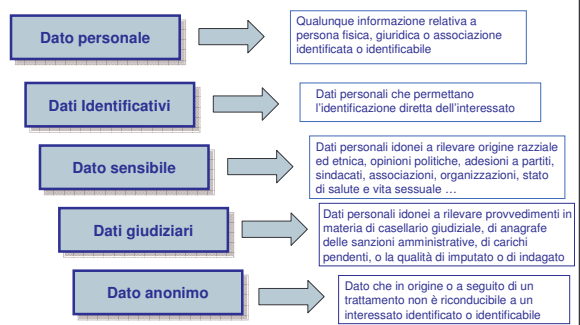 Dato personale
Qualunque informazione relativa a
persona fisica, giuridica o associazione
identificata o identificabile
Dati Identificativi
Dati personali che permettano
l'identificazione diretta dell'interessato
Dato sensibile
Dati personali idonei a rilevare origine razziale
ed etnica, opinioni politiche, adesioni a partiti,
sindacati, associazioni, organizzazioni, stato
di salute e vita sessuale …
Dati giudiziari
Dati personali idonei a rilevare provvedimenti in
materia di casellario giudiziale, di anagrafe
delle sanzioni amministrative, di carichi
pendenti, o la qualità di imputato o di indagato
Dato anonimo
Dato che in origine o a seguito di un
trattamento non è riconducibile a un
interessato identificato o identificabile